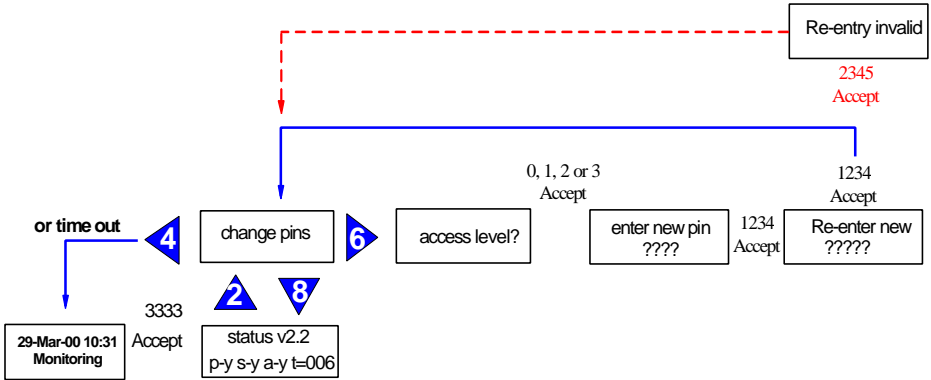 Re-entry invalid
2345
Accept
0, 1, 2 or 3
Accept
1234
Accept
or time out
4
change pins
6
access level?
enter new pin
????
1234
Accept
Re-enter new
?????
2
8
29-Mar-00 10:31
Monitoring
3333
Accept
status v2.2
p-y s-y a-y t=006